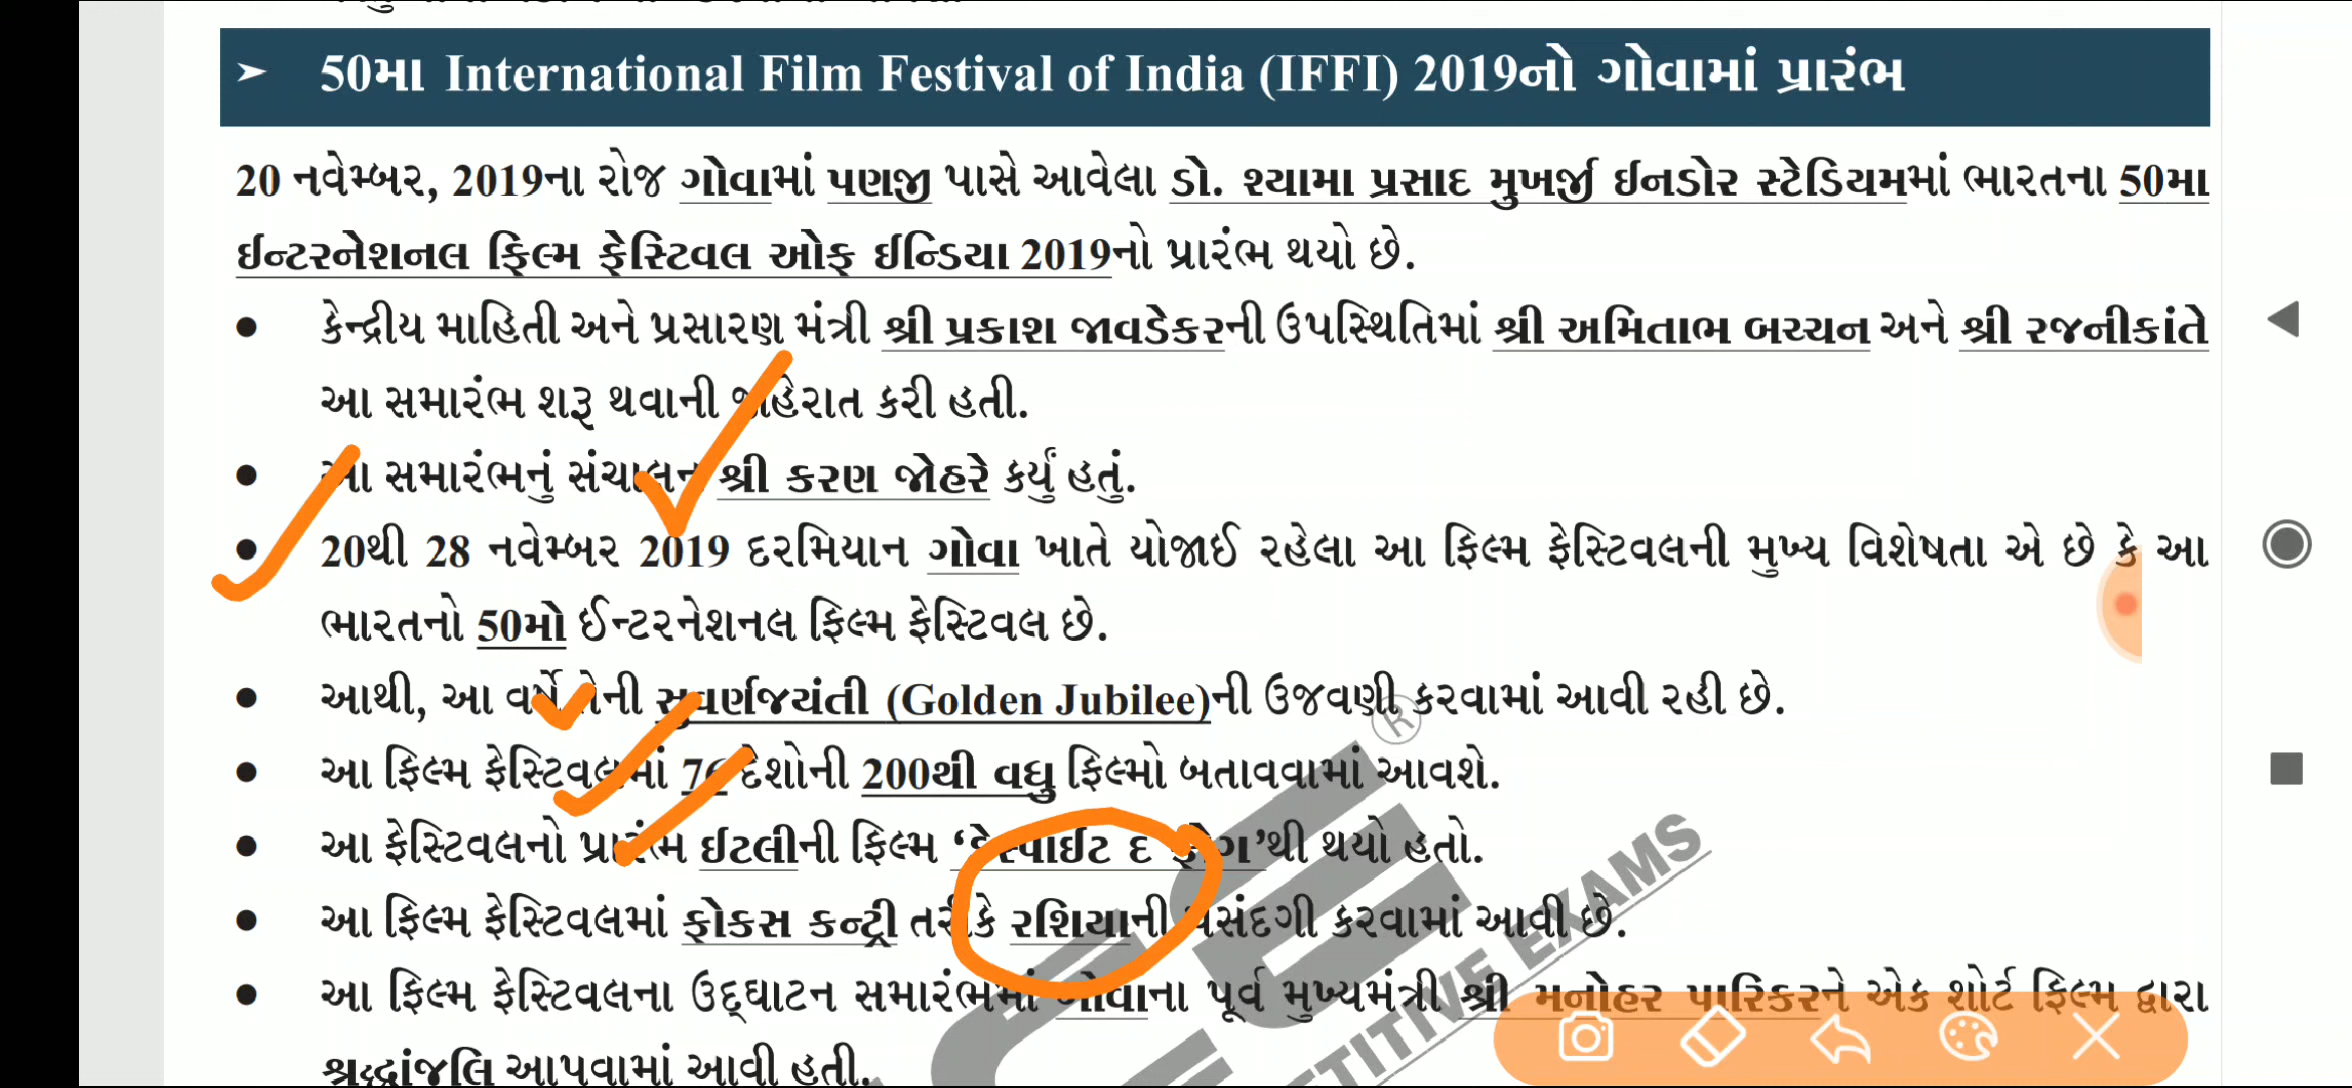 ➢ 50મા International Film Festival of India (IFFI) 2019નો ગોવામાં પ્રારંભ
20 નવેમ્બર, 2019ના રોજ ગોવામાં પણજી પાસે આવેલા ડો. શ્યામા પ્રસાદ મુખર્જી ઈનડોર સ્ટેડિયમમાં ભારતના 50મા
ઈન્ટરનેશનલ ફિલ્મ ફેસ્ટિવલ ઓફ ઈન્ડિયા 2019નો પ્રારંભ થયો છે.
● કેન્દ્રીય માહિતી અને પ્રસારણ મંત્રી શ્રી પ્રકાશ જાવડેકરની ઉપસ્થિતિમાં શ્રી અમિતાભ બચ્ચન અને શ્રી રજનીકાંતે
આ સમારંભ શરૂ થવાની જાહેરાત કરી હતી.
● આ સમારંભનું સંચાલન શ્રી કરણ જોહરે કર્યું હતું.
● 20થી 28 નવેમ્બર 2019 દરમિયાન ગોવા ખાતે યોજાઈ રહેલા આ ફિલ્મ ફેસ્ટિવલની મુખ્ય વિશેષતા એ છે કે આ
ભારતનો 50મો ઈન્ટરનેશનલ ફિલ્મ ફેસ્ટિવલ છે.
● આથી, આ વર્ષે તેની સુવર્ણજયંતી (Golden Jubilee)ની ઉજવણી કરવામાં આવી રહી છે.
● આ ફિલ્મ ફેસ્ટિવલમાં 76 દેશોની 200થી વધુ ફિલ્મો બતાવવામાં આવશે.
● આ ફેસ્ટિવલનો પ્રારંભ ઈટલીની ફિલ્મ ‘ડેસ્પાઈટ દ ફોગ’થી થયો હતો.
● આ ફિલ્મ ફેસ્ટિવલમાં ફોકસ કન્ટ્રી તરીકે રશિયાની પસંદગી કરવામાં આવી છે.
● આ ફિલ્મ ફેસ્ટિવલના ઉદ્ઘાટન સમારંભમાં ગોવાના પૂર્વ મુખ્યમંત્રી શ્રી મનોહર પારિકરને એક શોર્ટ ફિલ્મ દ્વારા
શ્રદ્ધાંજલિ આપવામાં આવી હતી.
EXAMS